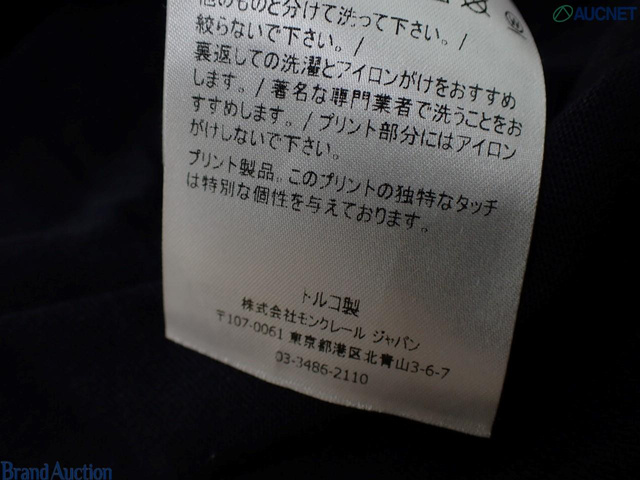 AUCNET
他のものと分けて洗って下さい。/
絞らないで下さい。/
裏返しての洗濯とアイロンがけをおすすめ
します。/ 著名な専門業者で洗うことをお
すすめします。/ プリント部分にはアイロン
がけしないで下さい。
プリント製品。このプリントの独特なタッチ
は特別な個性を与えております。
トルコ製
株式会社モンクレール ジャパン
〒107-0061 東京都港区北青山3-6-7
03-3486-2110
Brand Auction